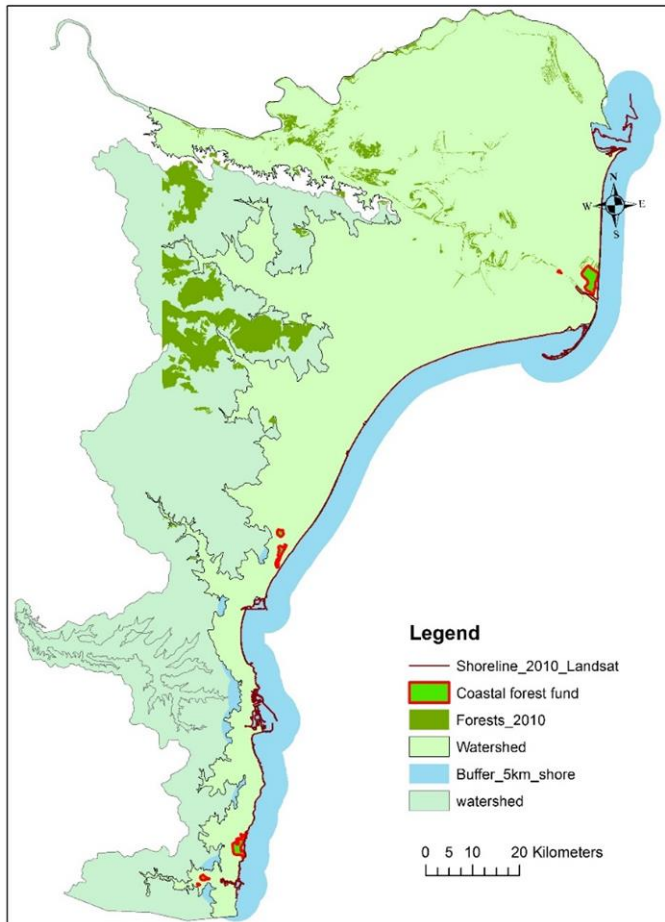 N
W E
S
Legend
Shoreline_2010_Landsat
Coastal forest fund
Forests_2010
Watershed
Buffer_5km_shore
watershed
0 5 10 20 Kilometers